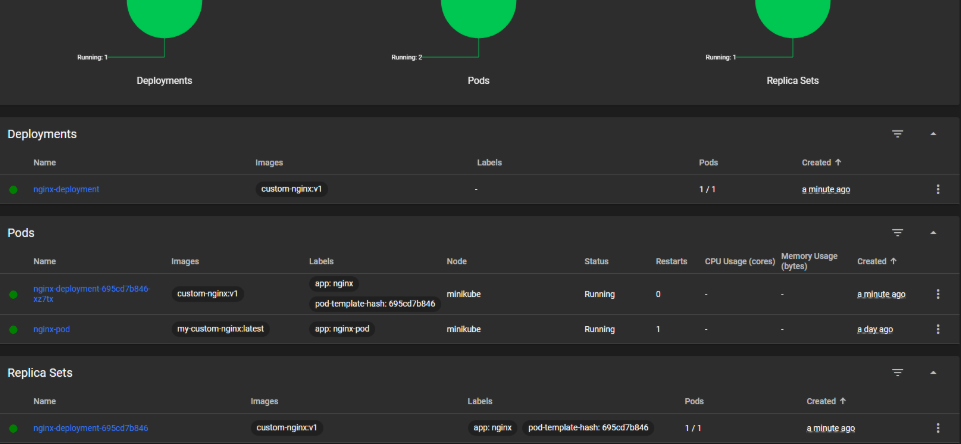 Running: 1 Running: 2 Running: 1
Deployments Pods Replica Sets
Deployments
Name Images Labels Pods Created ↑
nginx-deployment custom-nginx:v1 - 1 / 1 a minute ago
Pods
Name Images Labels Node Status Restarts CPU Usage (cores) Memory Usage (bytes) Created ↑
nginx-deployment-695cd7b846-xz7tx custom-nginx:v1 app: nginx pod-template-hash: 695cd7b846 minikube Running 0 - - a minute ago
nginx-pod my-custom-nginx:latest app: nginx-pod minikube Running 1 - - a day ago
Replica Sets
Name Images Labels Pods Created ↑
nginx-deployment-695cd7b846 custom-nginx:v1 app: nginx pod-template-hash: 695cd7b846 1 / 1 a minute ago